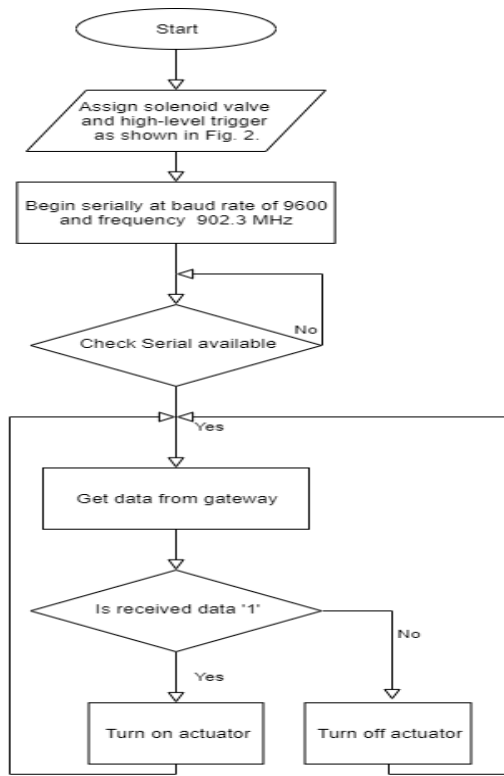 Start
Assign solenoid valve
and high-level trigger
as shown in Fig. 2.
Begin serially at baud rate of 9600
and frequency 902.3 MHz
No
Check Serial available
Yes
Get data from gateway
Is received data '1'
No
Yes
Turn on actuator
Turn off actuator